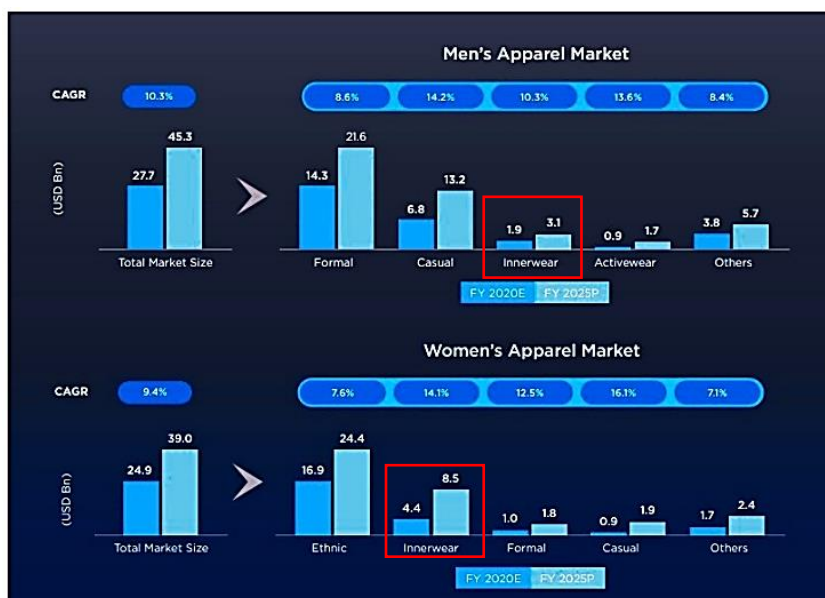 Men's Apparel Market
CAGR 10.3% 8.6% 14.2% 10.3% 13.6% 8.4%
(USD Bn)
27.7 45.3 14.3 21.6 6.8 13.2 1.9 3.1 0.9 1.7 3.8 5.7
Total Market Size Formal Casual Innerwear Activewear Others
FY 2020E FY 2025P
Women's Apparel Market
CAGR 9.4% 7.6% 14.1% 12.5% 16.1% 7.1%
(USD Bn)
24.9 39.0 16.9 24.4 4.4 8.5 1.0 1.8 0.9 1.9 1.7 2.4
Total Market Size Ethnic Innerwear Formal Casual Others
FY 2020E FY 2025P